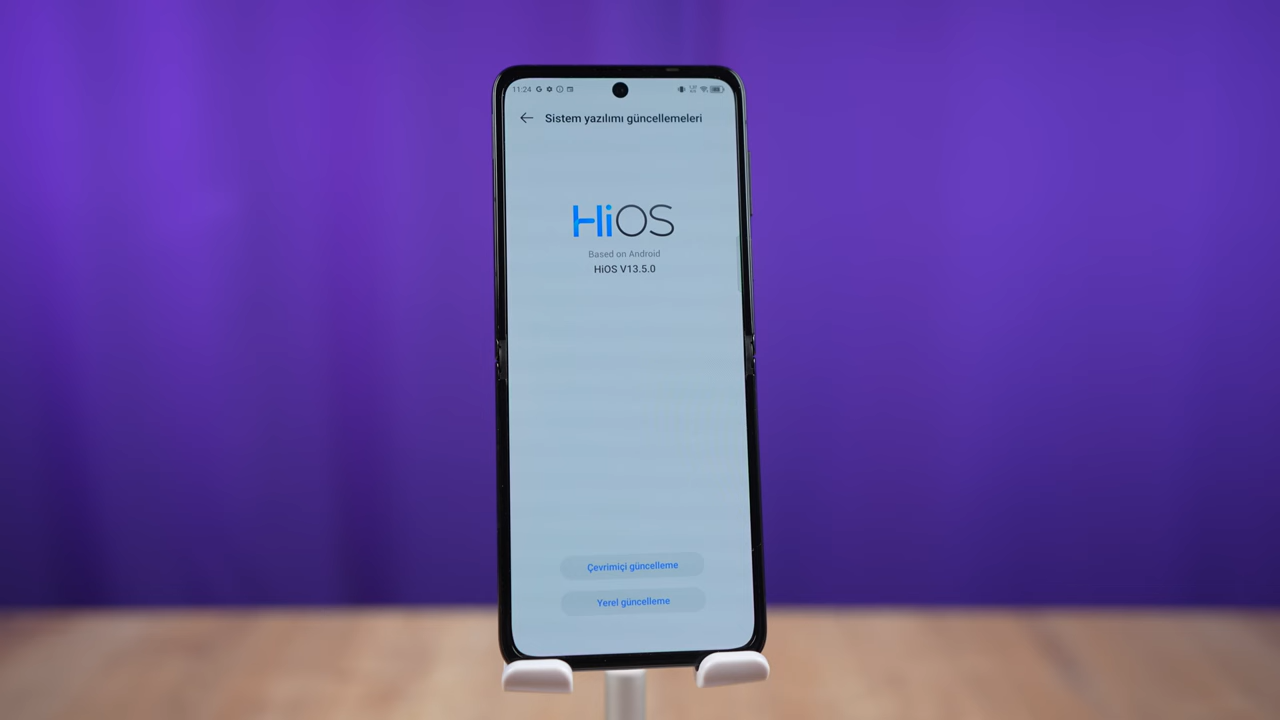 11:24
Sistem yazılımı güncellemeleri
HiOS
Based on Android
HiOS V13.5.0
Çevrimiçi güncelleme
Yerel güncelleme